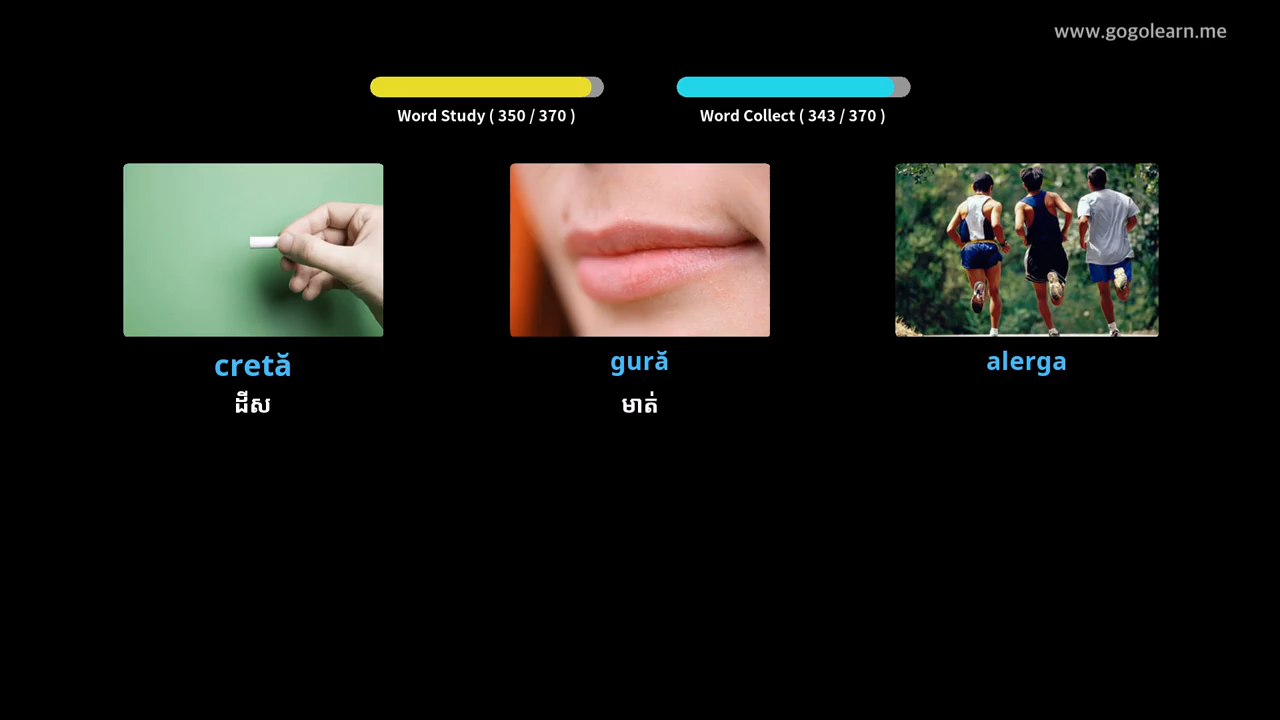 www.gogolearn.me
Word Study ( 350 / 370 )
Word Collect ( 343 / 370 )
cretă
gură
alerga
ដីស
មាត់